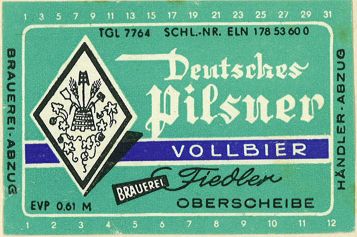 1 3 5 7 9 11 13 15 17 19 21 23 25 27 29 31
TGL 7764 SCHL.-NR. ELN 178 53 60 0
BRAUEREI-ABZUG
Deutsches
Pilsner
VOLLBIER
BRAUEREI Fiedler
OBERSCHEIBE
EVP 0.61 M
HÄNDLER-ABZUG
1 2 3 4 5 6 7 8 9 10 11 12